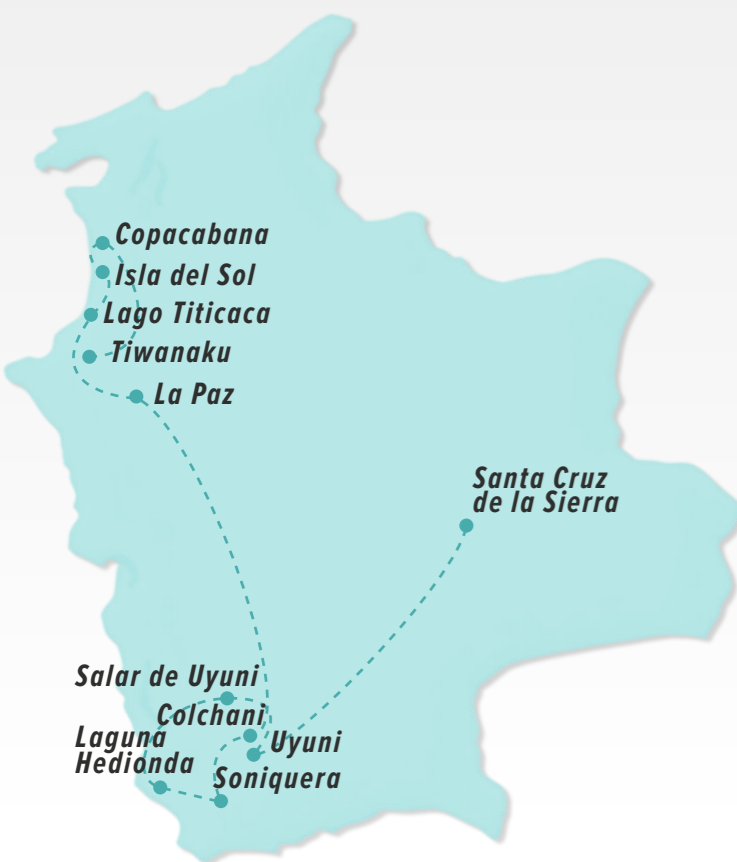 Copacabana
Isla del Sol
Lago Titicaca
Tiwanaku
La Paz
Santa Cruz
de la Sierra
Salar de Uyuni
Colchani
Laguna
Hedionda
Uyuni
Soniquera